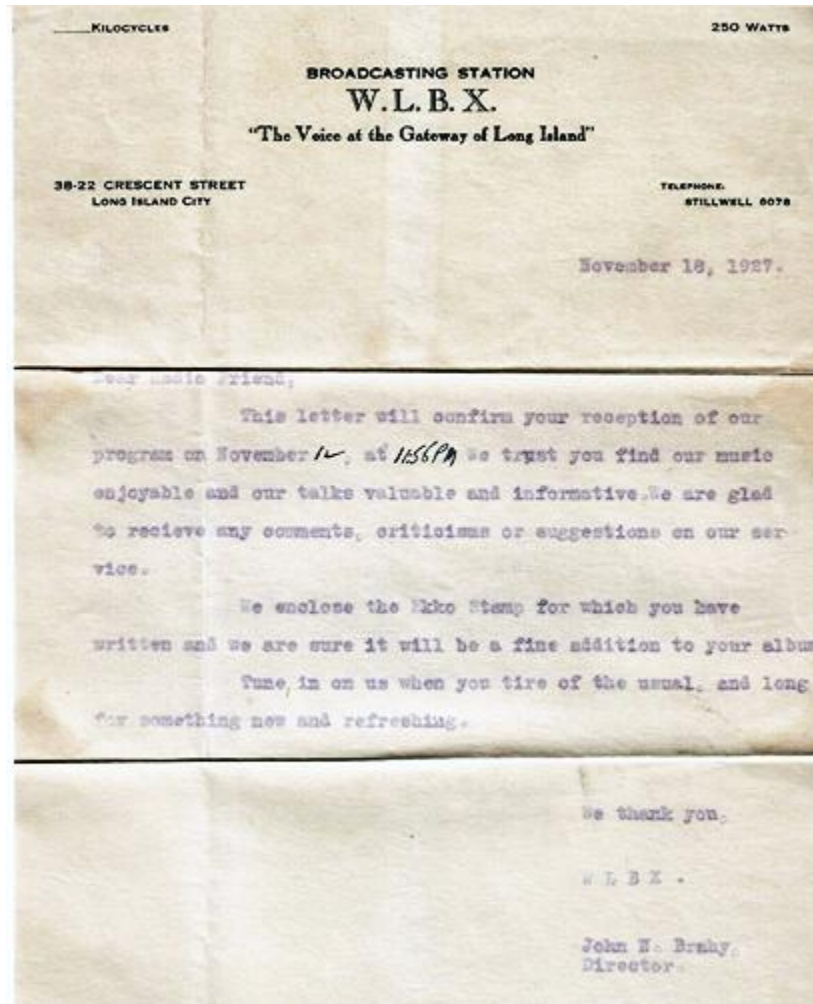 KILOCYCLES 250 WATTS
BROADCASTING STATION
W. L. B. X.
"The Voice at the Gateway of Long Island"
38-22 CRESCENT STREET TELEPHONE.
LONG ISLAND CITY STILLWELL 6078
November 18, 1927.
Dear Radio Friend,
This letter will confirm your reception of our
program on November 12, at 11:56PM We trust you find our music
enjoyable and our talks valuable and informative.We are glad
to recieve any comments, criticisms or suggestions on our ser-
vice.
We enclose the Ekko Stamp for which you have
written and we are sure it will be a fine addition to your album
Tune in on us when you tire of the usual, and long
for something new and refreshing.
We thank you,
W L B X .
John N. Brahy,
Director.